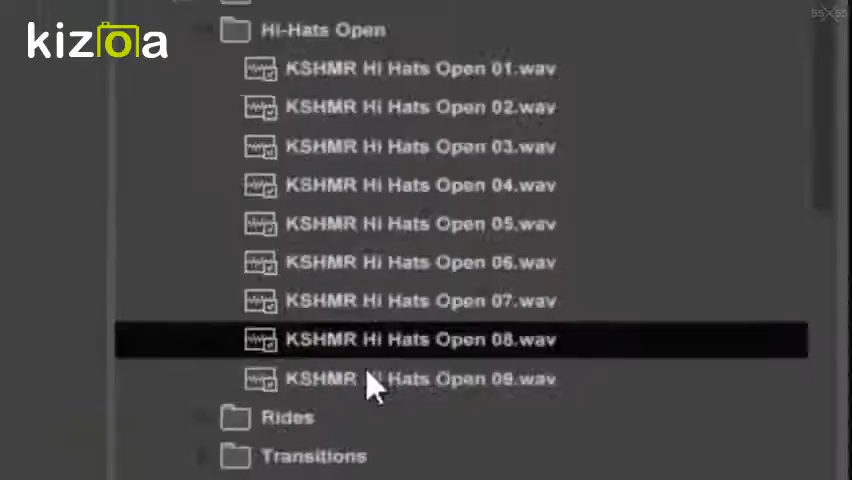 kizoa
Hi-Hats Open
KSHMR Hi Hats Open 01.wav
KSHMR Hi Hats Open 02.wav
KSHMR Hi Hats Open 03.wav
KSHMR Hi Hats Open 04.wav
KSHMR Hi Hats Open 05.wav
KSHMR Hi Hats Open 06.wav
KSHMR Hi Hats Open 07.wav
KSHMR Hi Hats Open 08.wav
KSHMR Hi Hats Open 09.wav
Rides
Transitions